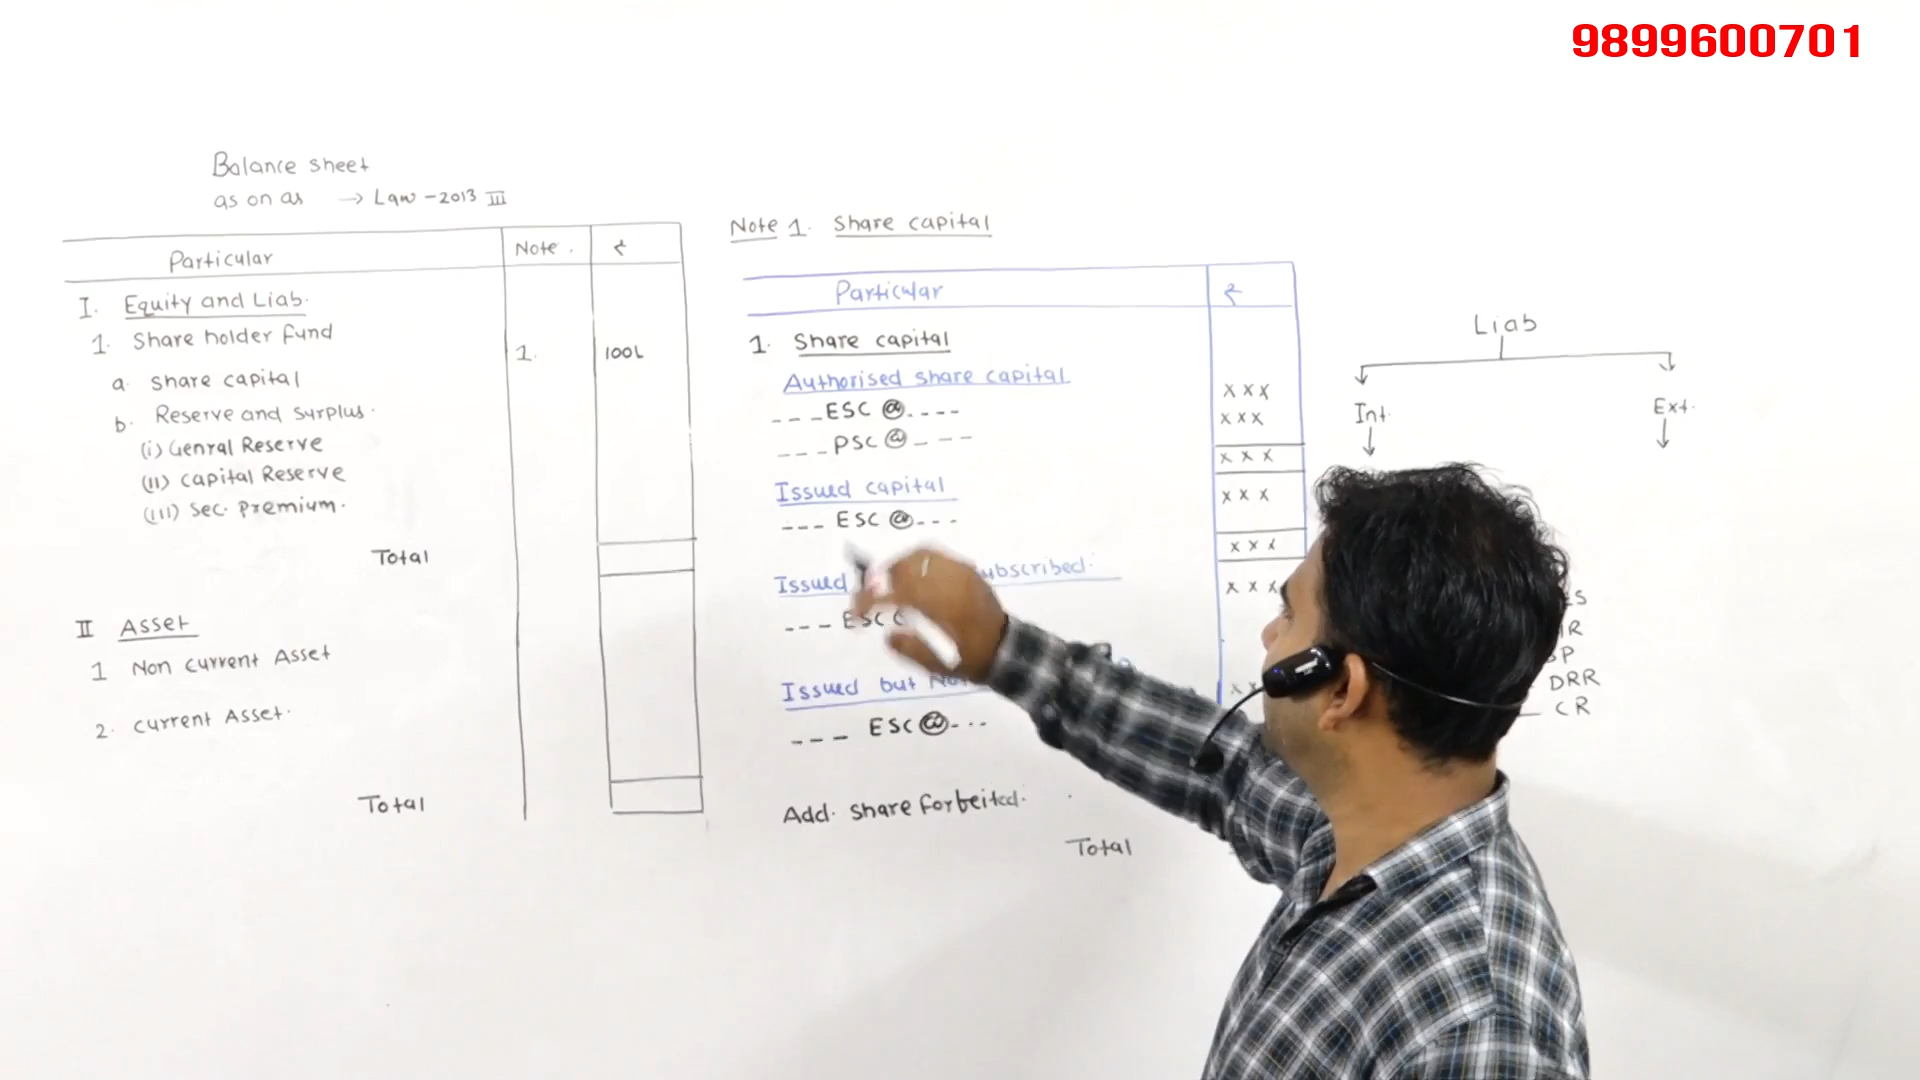 9899600701
Balance sheet
as on as → Law - 2013 III
Particular Note. ₹
I. Equity and Liab.
1. Share holder fund
1. 100L
a. Share capital
b. Reserve and Surplus.
(i) Genral Reserve
(II) Capital Reserve
(III) Sec. Premium.
Total
II Asset
1 Non current Asset
2. Current Asset.
Total
Note 1. Share capital
Particular ₹
1. Share capital
Authorised share capital
---ESC @---- xxx
---PSC @--- xxx
xxx
Issued capital xxx
--- ESC @---
xxx
Issued ubscribed. xxx
--- ESC
Issued but Not
--- ESC @---
Add. Share Forfeited.
Total
Liab
Int. Ext.
DRR
CR